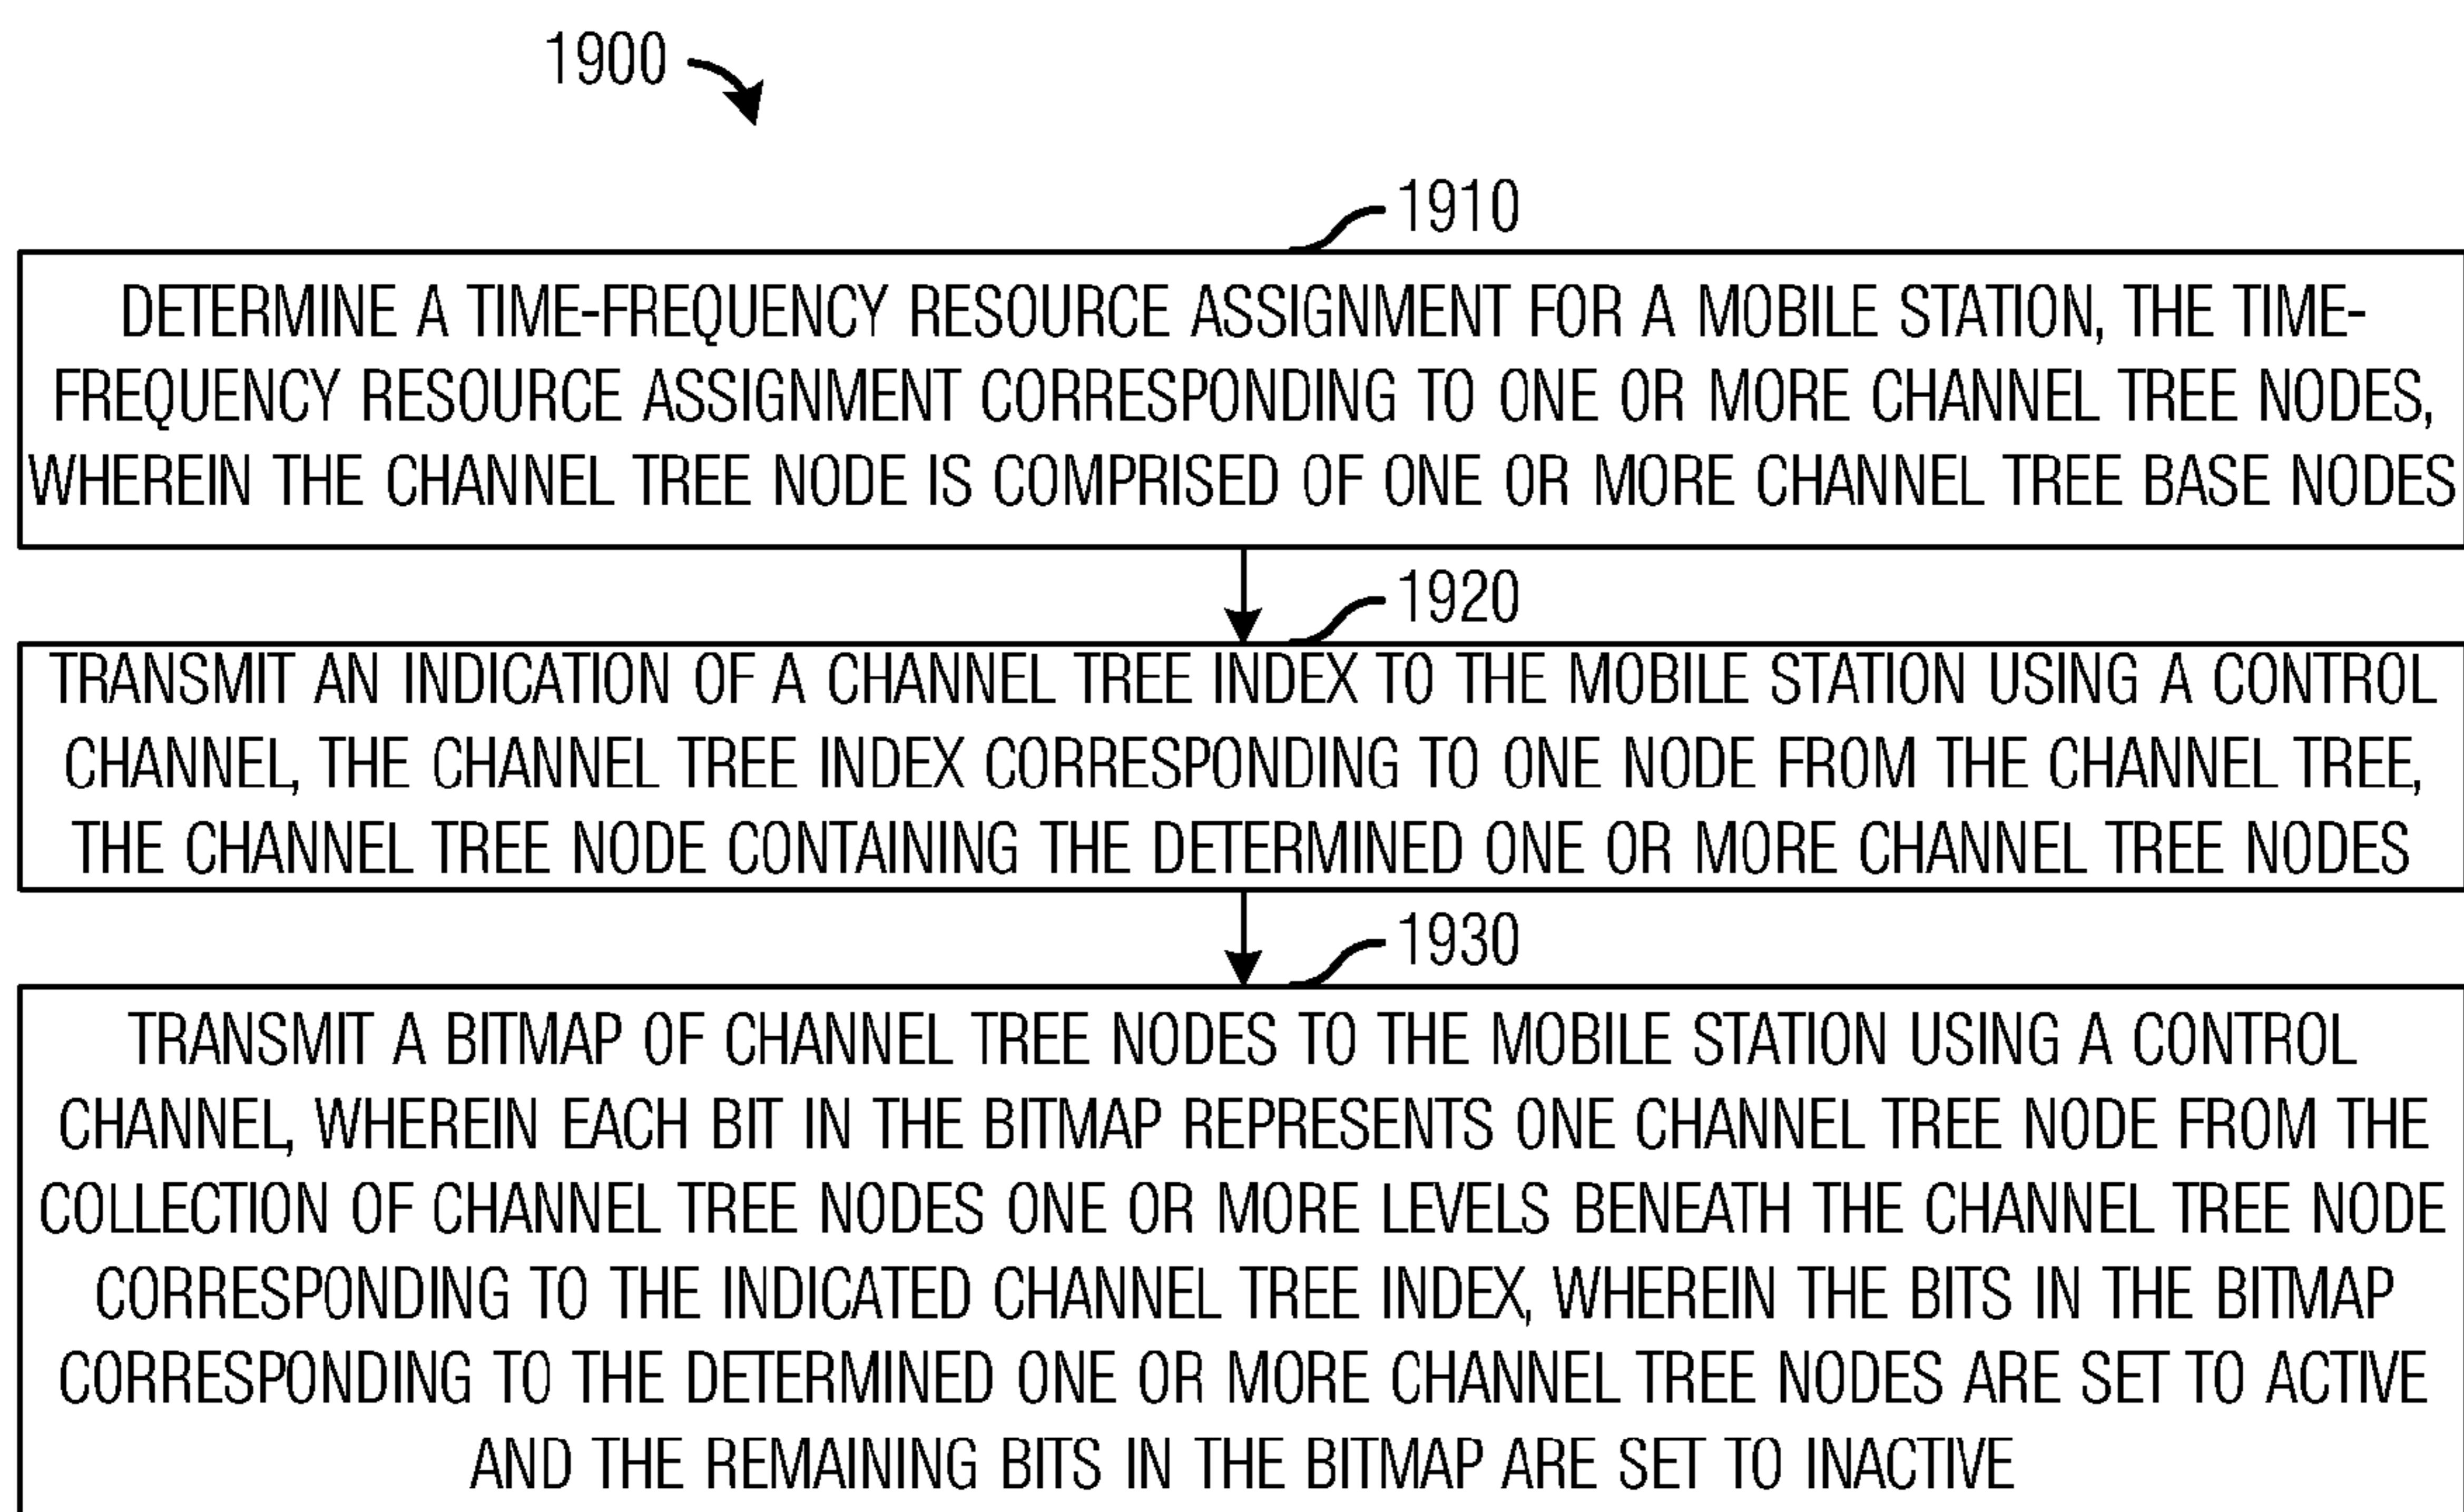 1900
1910
DETERMINE A TIME-FREQUENCY RESOURCE ASSIGNMENT FOR A MOBILE STATION, THE TIME-
FREQUENCY RESOURCE ASSIGNMENT CORRESPONDING TO ONE OR MORE CHANNEL TREE NODES,
WHEREIN THE CHANNEL TREE NODE IS COMPRISED OF ONE OR MORE CHANNEL TREE BASE NODES
1920
TRANSMIT AN INDICATION OF A CHANNEL TREE INDEX TO THE MOBILE STATION USING A CONTROL
CHANNEL, THE CHANNEL TREE INDEX CORRESPONDING TO ONE NODE FROM THE CHANNEL TREE,
THE CHANNEL TREE NODE CONTAINING THE DETERMINED ONE OR MORE CHANNEL TREE NODES
1930
TRANSMIT A BITMAP OF CHANNEL TREE NODES TO THE MOBILE STATION USING A CONTROL
CHANNEL, WHEREIN EACH BIT IN THE BITMAP REPRESENTS ONE CHANNEL TREE NODE FROM THE
COLLECTION OF CHANNEL TREE NODES ONE OR MORE LEVELS BENEATH THE CHANNEL TREE NODE
CORRESPONDING TO THE INDICATED CHANNEL TREE INDEX, WHEREIN THE BITS IN THE BITMAP
CORRESPONDING TO THE DETERMINED ONE OR MORE CHANNEL TREE NODES ARE SET TO ACTIVE
AND THE REMAINING BITS IN THE BITMAP ARE SET TO INACTIVE